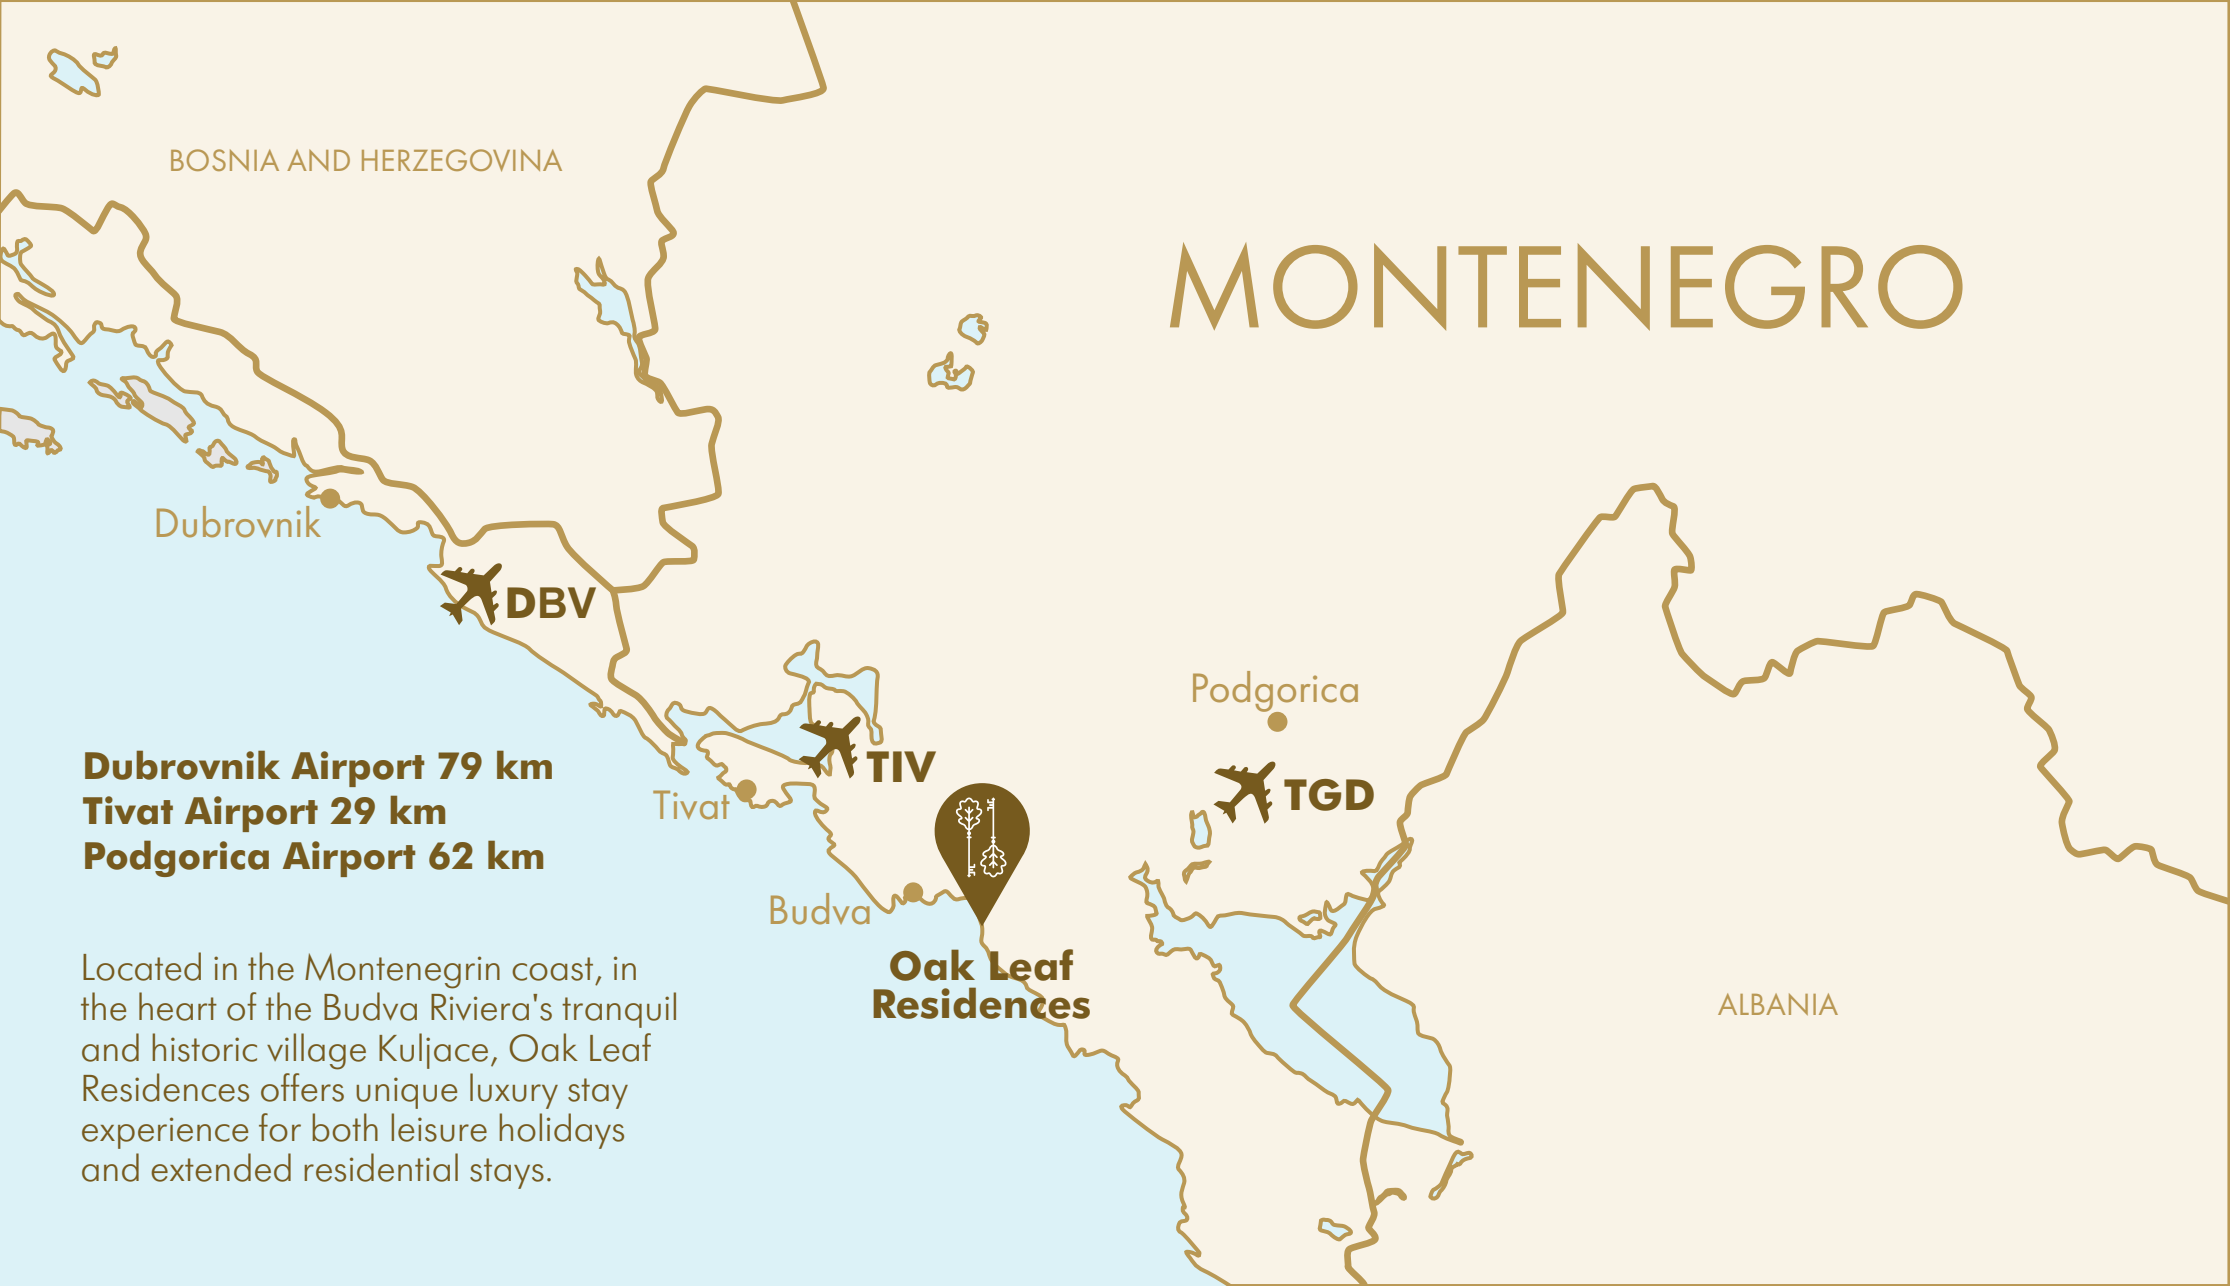 BOSNIA AND HERZEGOVINA
MONTENEGRO
Dubrovnik
DBV
Podgorica
TIV
TGD
Tivat
Dubrovnik Airport 79 km
Tivat Airport 29 km
Podgorica Airport 62 km
Budva
Oak Leaf
Residences
ALBANIA
Located in the Montenegrin coast, in
the heart of the Budva Riviera's tranquil
and historic village Kuljace, Oak Leaf
Residences offers unique luxury stay
experience for both leisure holidays
and extended residential stays.